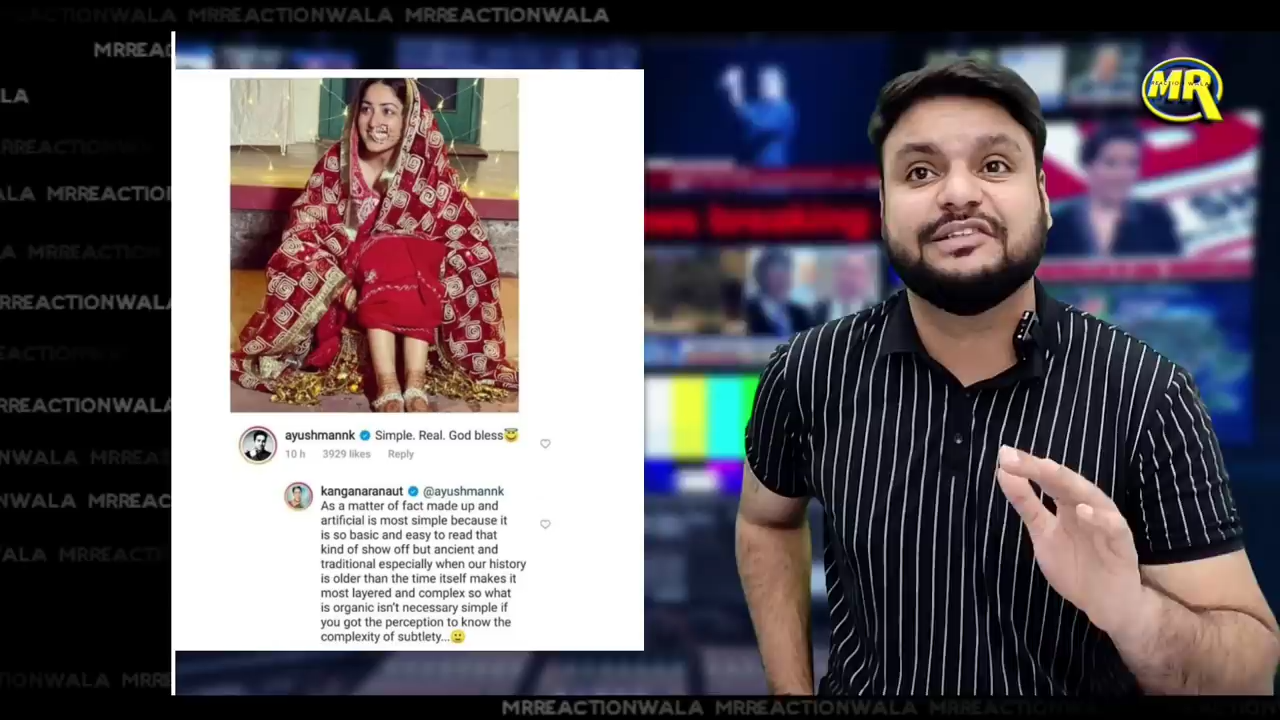 MRREACTIONWALA MRREACTIONWALA
MR
REACTION WALA
ayushmannk Simple. Real. God bless😇
10 h 3929 likes Reply
kanganaranaut @ayushmannk
As a matter of fact made up and
artificial is most simple because it
is so basic and easy to read that
kind of show off but ancient and
traditional especially when our history
is older than the time itself makes it
most layered and complex so what
is organic isn't necessary simple if
you got the perception to know the
complexity of subtlety...🙂
MRREACTIONWALA MRREACTIONWALA